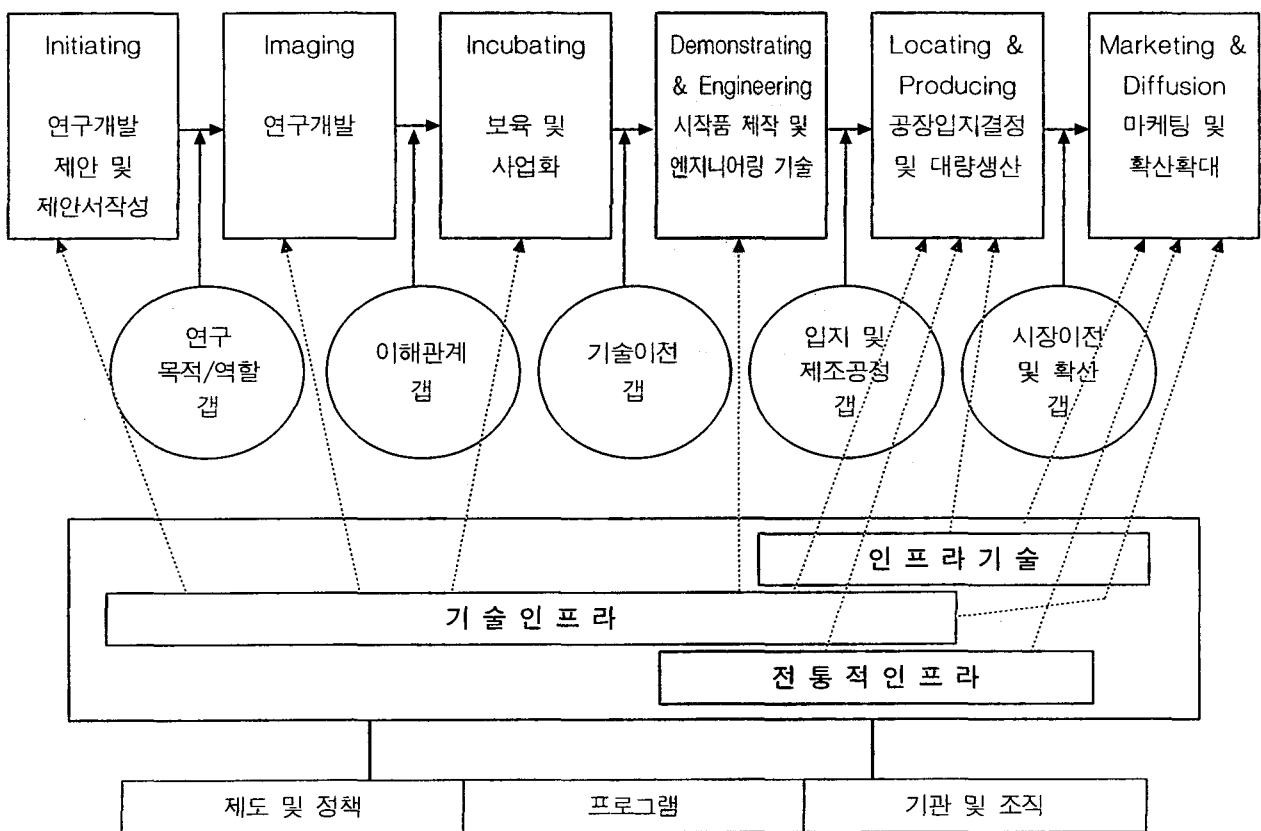 Initiating
연구개발
제안 및
제안서작성
Imaging
연구개발
Incubating
보육 및
사업화
Demonstrating
& Engineering
시작품 제작 및
엔지니어링 기술
Locating &
Producing
공장입지결정
및 대량생산
Marketing &
Diffusion
마케팅 및
확산확대
연구
목적/역할
갭
이해관계
갭
기술이전
갭
입지 및
제조공정
갭
시장이전
및 확산
갭
인프라기술
기술인프라
전통적인프라
제도 및 정책
프로그램
기관 및 조직